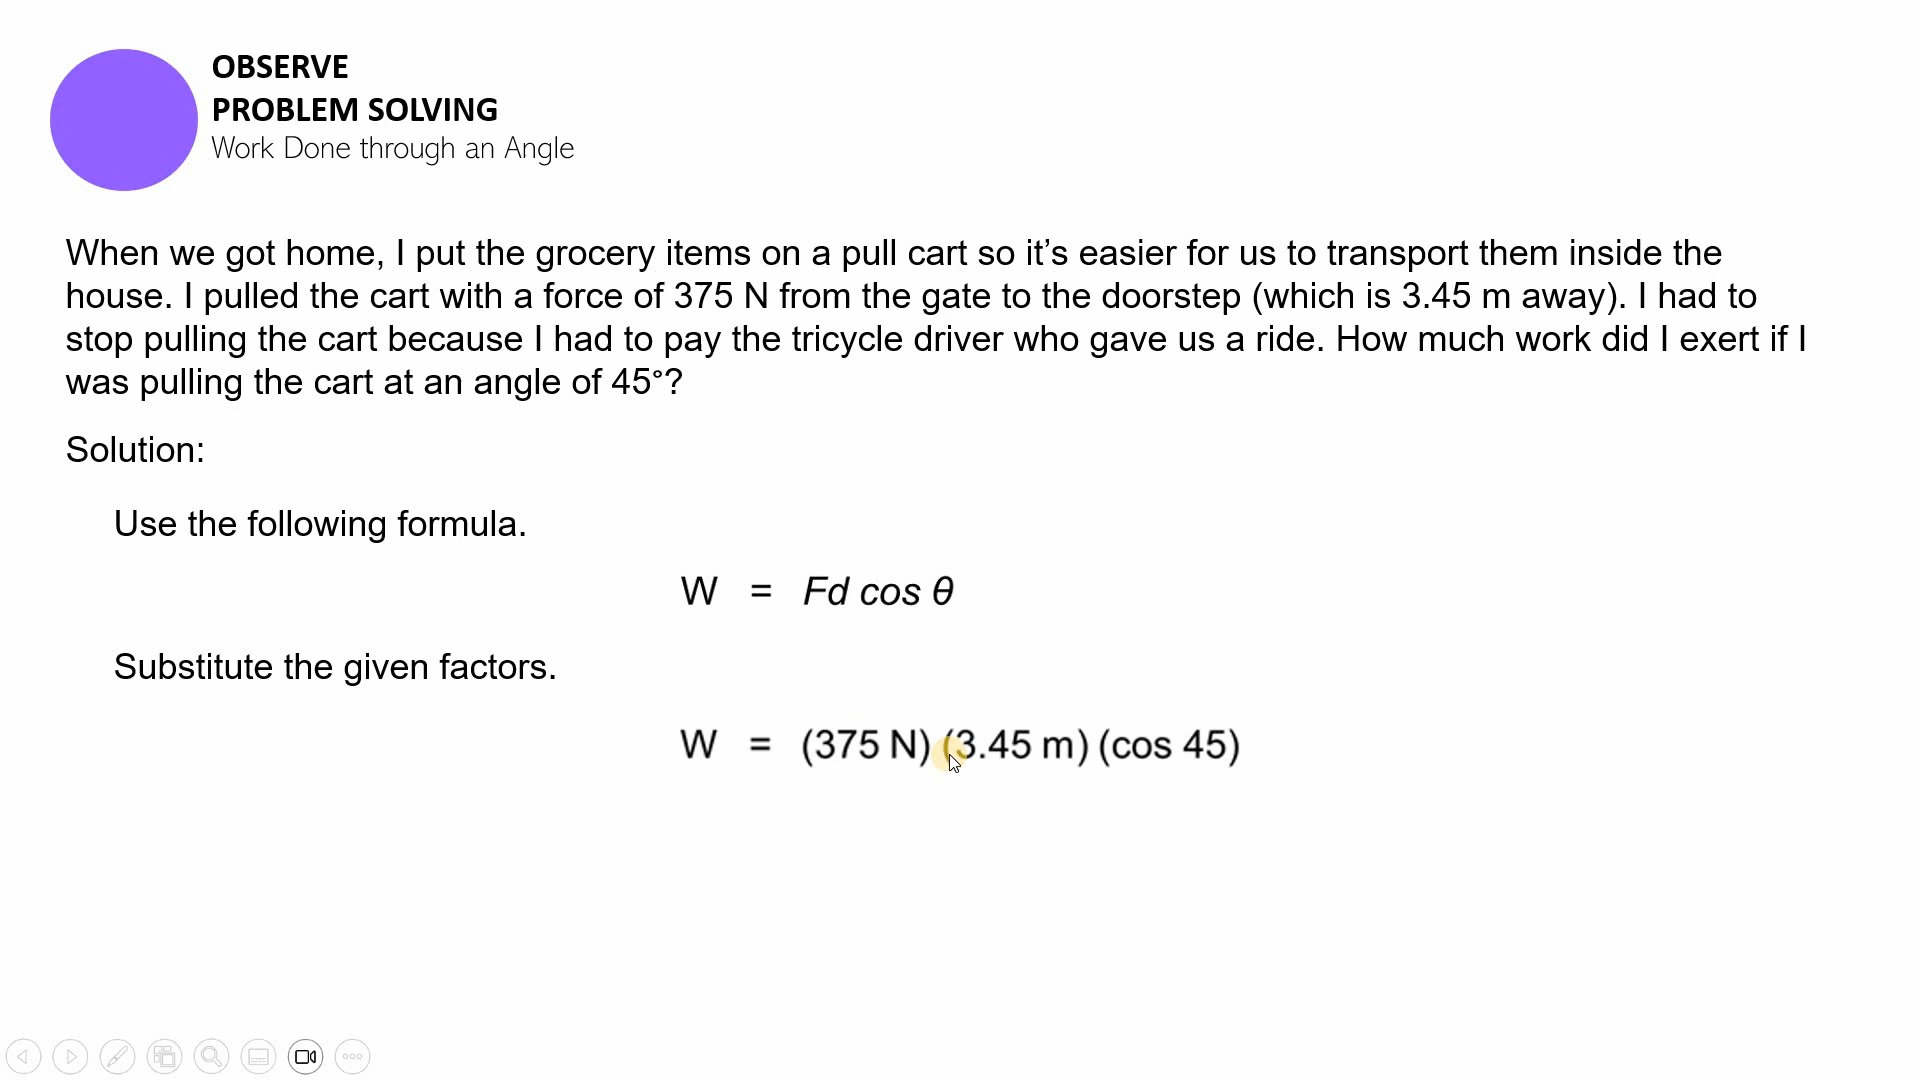 OBSERVE
PROBLEM SOLVING
Work Done through an Angle
When we got home, I put the grocery items on a pull cart so it’s easier for us to transport them inside the
house. I pulled the cart with a force of 375 N from the gate to the doorstep (which is 3.45 m away). I had to
stop pulling the cart because I had to pay the tricycle driver who gave us a ride. How much work did I exert if I
was pulling the cart at an angle of 45°?
Solution:
Use the following formula.
W = Fd cos θ
Substitute the given factors.
W = (375 N) (3.45 m) (cos 45)